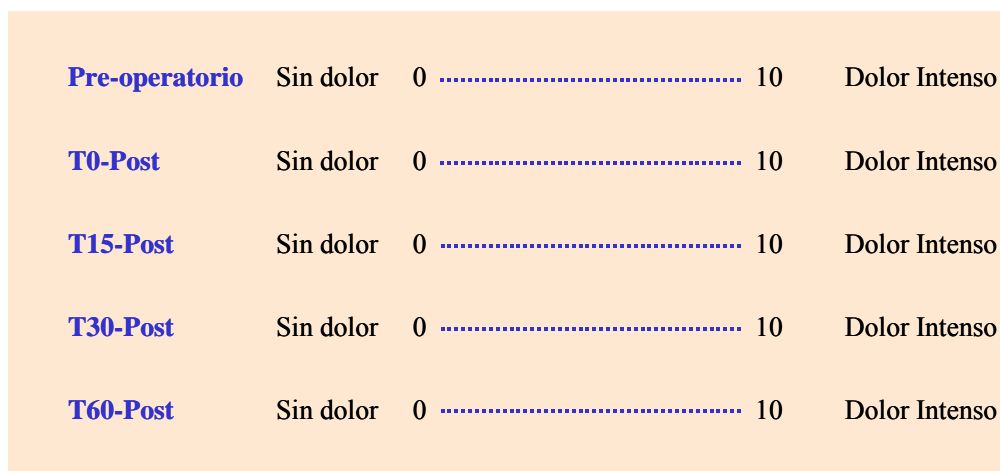 Pre-operatorio Sin dolor 0 10 Dolor Intenso
T0-Post Sin dolor 0 10 Dolor Intenso
T15-Post Sin dolor 0 10 Dolor Intenso
T30-Post Sin dolor 0 10 Dolor Intenso
T60-Post Sin dolor 0 10 Dolor Intenso